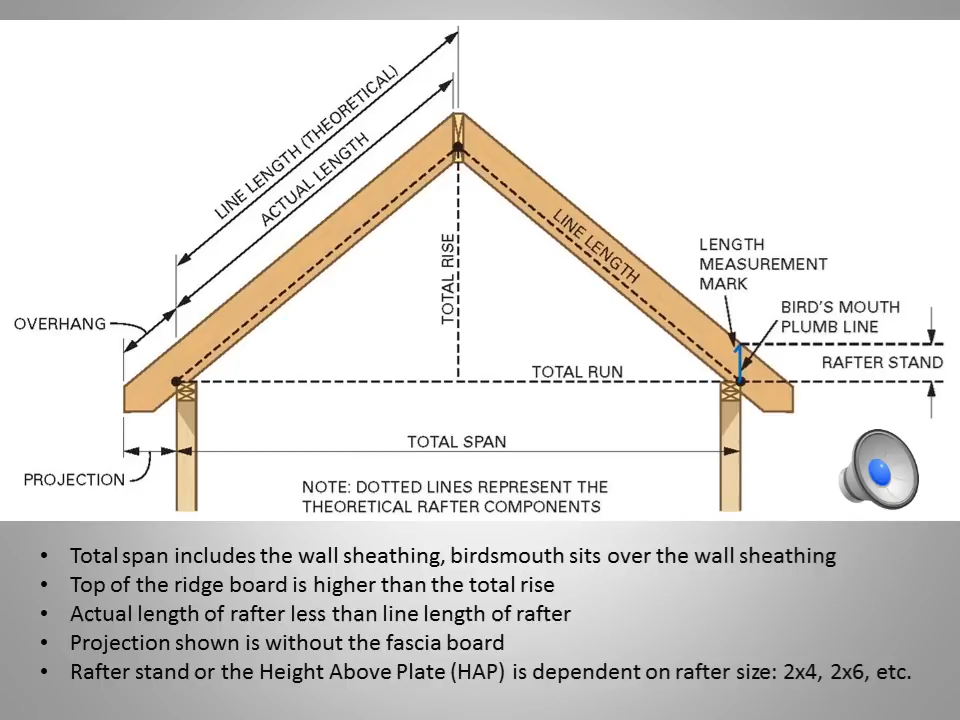 LINE LENGTH (THEORETICAL)
ACTUAL LENGTH
OVERHANG
TOTAL RISE
LINE LENGTH
LENGTH
MEASUREMENT
MARK
BIRD'S MOUTH
PLUMB LINE
RAFTER STAND
TOTAL RUN
TOTAL SPAN
PROJECTION
NOTE: DOTTED LINES REPRESENT THE
THEORETICAL RAFTER COMPONENTS
• Total span includes the wall sheathing, birdsmouth sits over the wall sheathing
• Top of the ridge board is higher than the total rise
• Actual length of rafter less than line length of rafter
• Projection shown is without the fascia board
• Rafter stand or the Height Above Plate (HAP) is dependent on rafter size: 2x4, 2x6, etc.